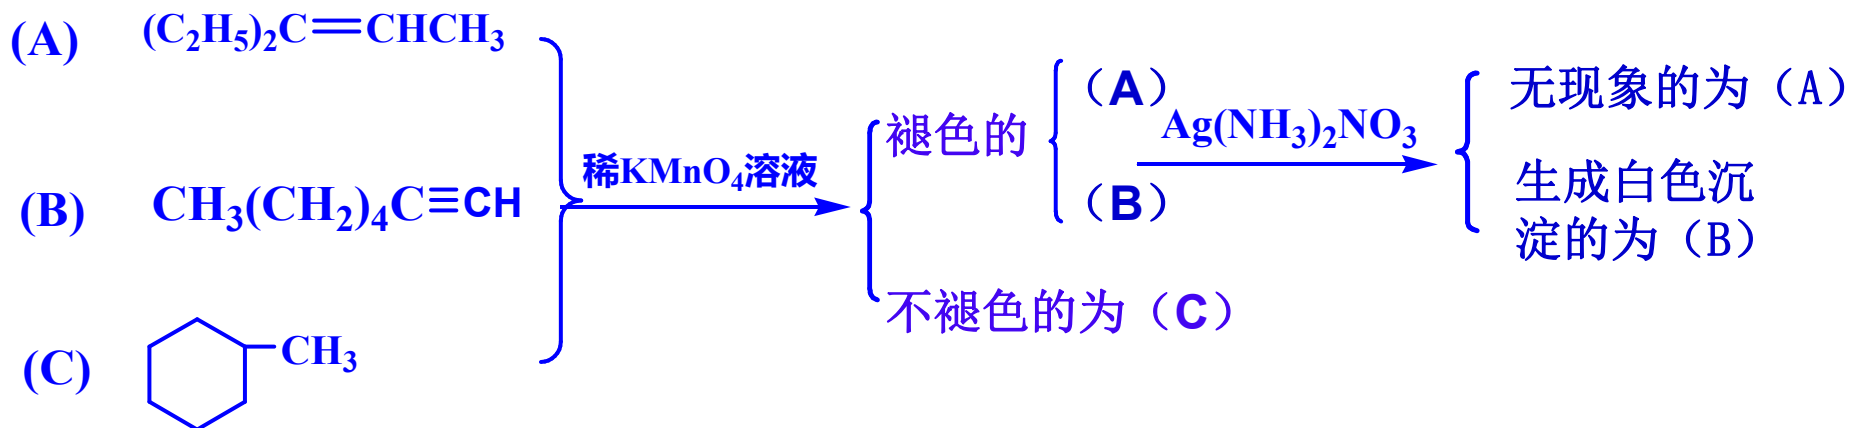 (A) (C₂H₅)₂C=CHCH₃
(B) CH₃(CH₂)₄C≡CH
(C) CH₃
稀KMnO₄溶液
褪色的
（A）
（B）
不褪色的为（C）
Ag(NH₃)₂NO₃
无现象的为（A）
生成白色沉
淀的为（B）